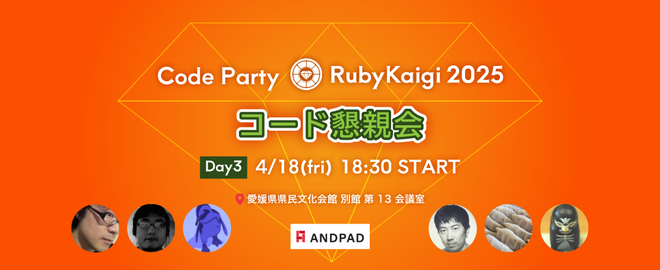 Code Party RubyKaigi 2025
コード懇親会
Day3 4/18(fri) 18:30 START
愛媛県県民文化会館 別館 第 13 会議室
ANDPAD